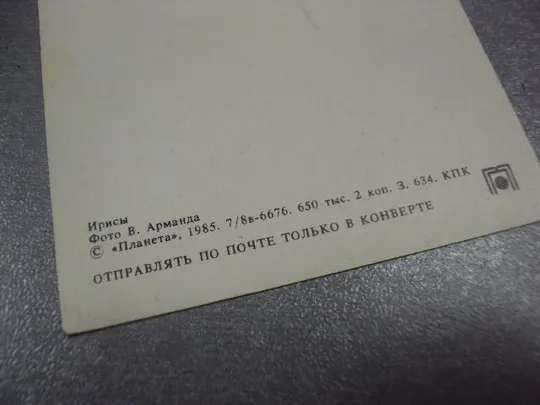 Ирисы
Фото В. Арманда
© «Планета», 1985. 7/8в-6676. 650 тыс. 2 коп. З. 634. КПК
ОТПРАВЛЯТЬ ПО ПОЧТЕ ТОЛЬКО В КОНВЕРТЕ